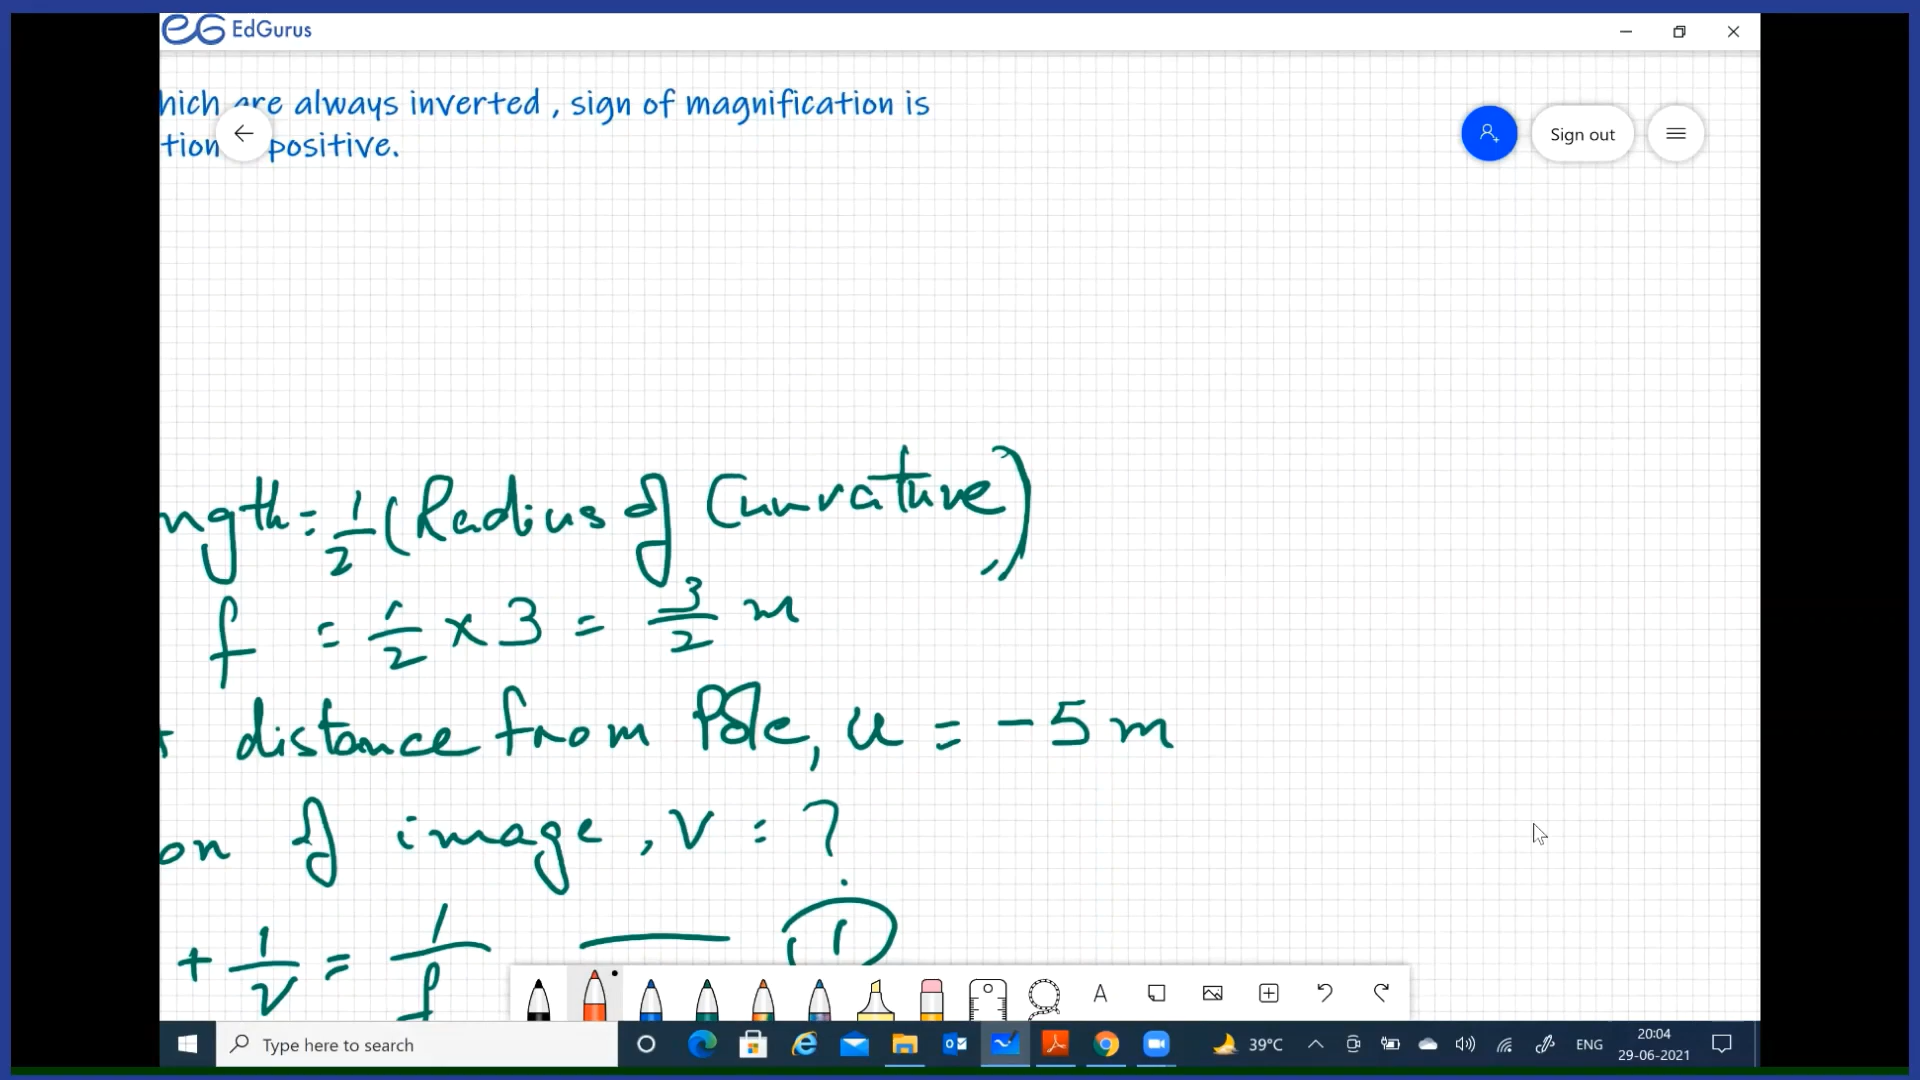 EG EdGurus
hich are always inverted , sign of magnification is
tion positive.
Sign out
ngth = 1/2 (Radius of Curvature)
f = 1/2 x 3 = 3/2 m
distance from Pole, u = -5 m
on of image, v = ?
+ 1/v = 1/f — 1
A
Type here to search
39°C
ENG
20:04
29-06-2021